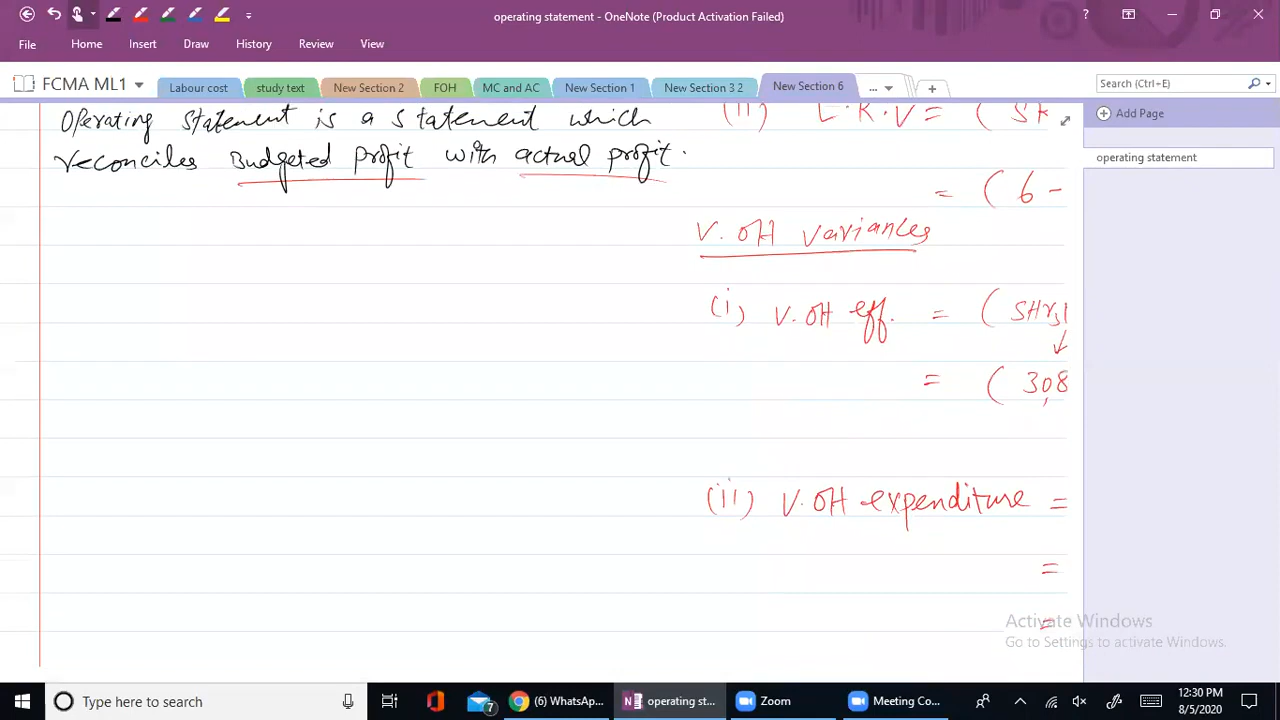 operating statement - OneNote (Product Activation Failed)
File Home Insert Draw History Review View
FCMA ML1
Labour cost study text New Section 2 FOH MC and AC New Section 1 New Section 3 2 New Section 6 ...
Search (Ctrl+E)
Add Page
operating statement
Operating statement is a statement which
reconciles Budgeted profit with actual profit.
(ii) L.R.V = (
= ( 6 -
V. OH variances
(i) V. OH eff. = ( SHrs
= ( 30,8
(ii) V. OH expenditure =
=
=
Activate Windows
Go to Settings to activate Windows.
Type here to search
7
(6) WhatsApp...
operating st...
Zoom
Meeting Co...
12:30 PM
8/5/2020